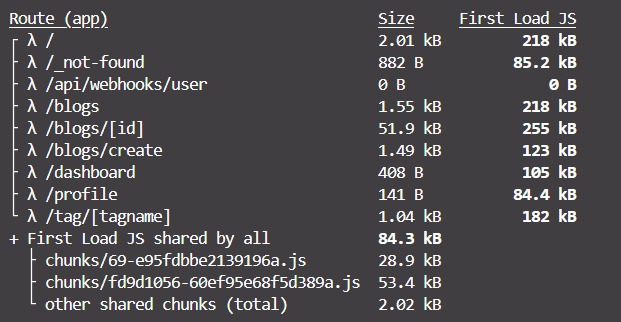 Route (app) Size First Load JS
┌ λ / 2.01 kB 218 kB
├ λ /_not-found 882 B 85.2 kB
├ λ /api/webhooks/user 0 B 0 B
├ λ /blogs 1.55 kB 218 kB
├ λ /blogs/[id] 51.9 kB 255 kB
├ λ /blogs/create 1.49 kB 123 kB
├ λ /dashboard 408 B 105 kB
├ λ /profile 141 B 84.4 kB
└ λ /tag/[tagname] 1.04 kB 182 kB
+ First Load JS shared by all 84.3 kB
├ chunks/69-e95fdbbe2139196a.js 28.9 kB
├ chunks/fd9d1056-60ef95e68f5d389a.js 53.4 kB
└ other shared chunks (total) 2.02 kB